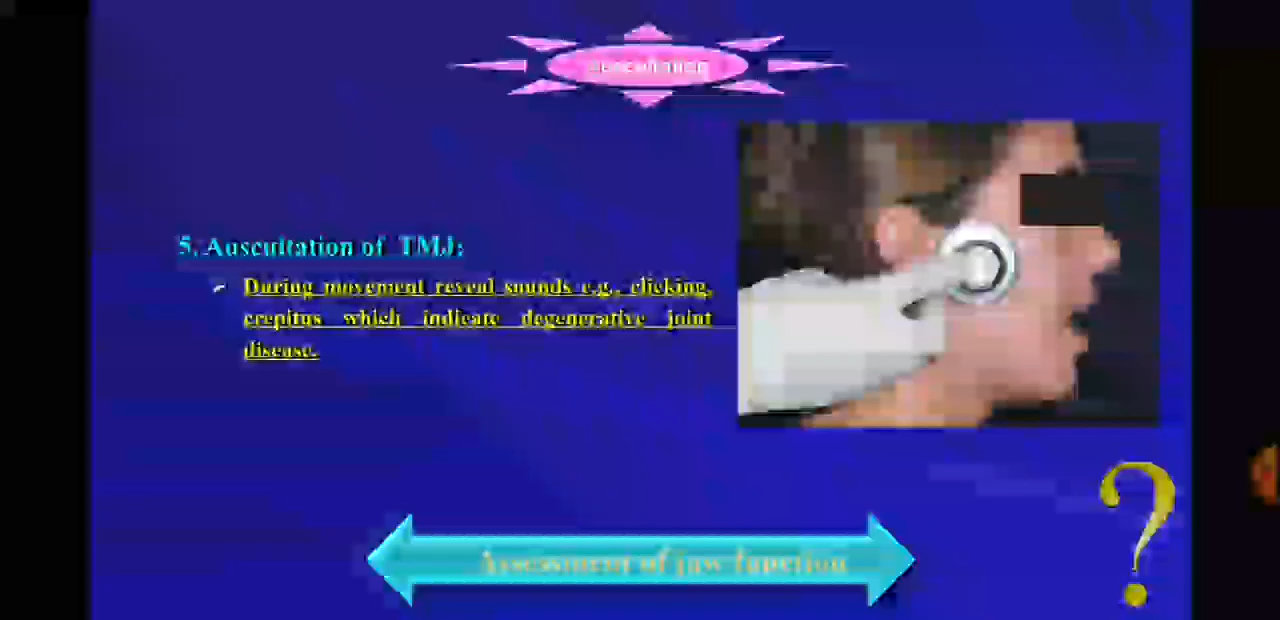 5. Auscultation of TMJ:
During movement reveal sounds e.g., clicking,
crepitus which indicate degenerative joint
disease.
Assessment of jaw function
?